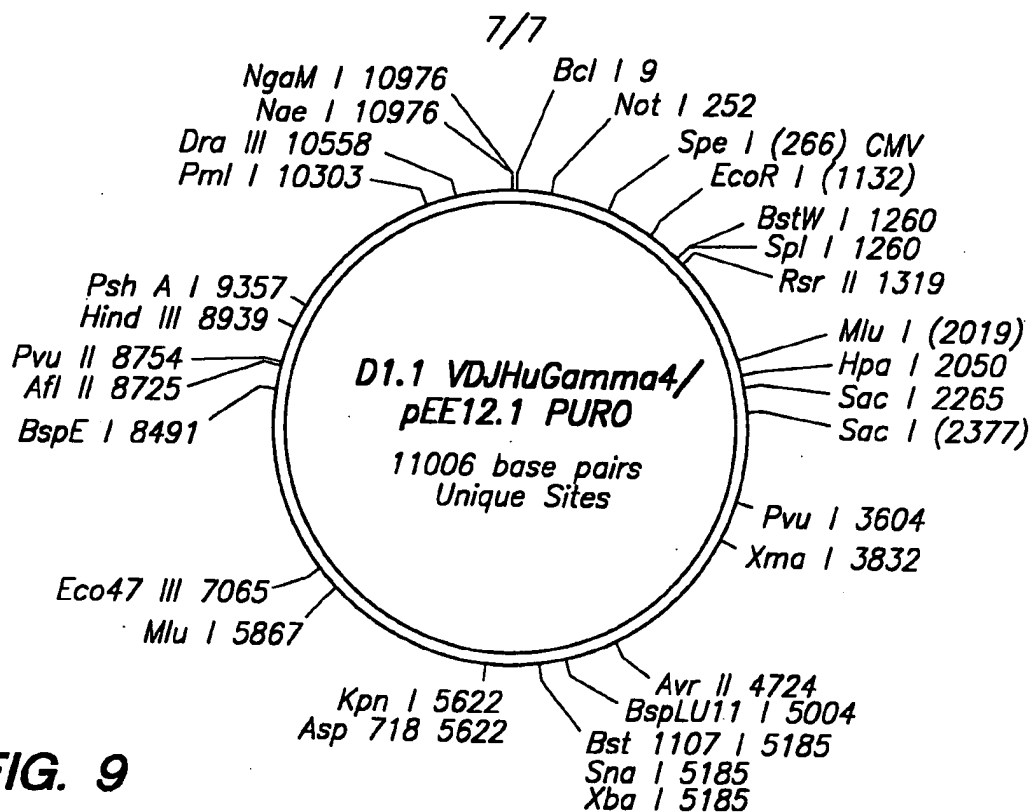 7/7
NgaM I 10976
Nae I 10976
Dra III 10558
Pml I 10303
Psh A I 9357
Hind III 8939
Pvu II 8754
Afl II 8725
BspE I 8491
Eco47 III 7065
Mlu I 5867
Kpn I 5622
Asp 718 5622
Bcl I 9
Not I 252
Spe I (266) CMV
EcoR I (1132)
BstW I 1260
Spl I 1260
Rsr II 1319
Mlu I (2019)
Hpa I 2050
Sac I 2265
Sac I (2377)
Pvu I 3604
Xma I 3832
Avr II 4724
BspLU11 I 5004
Bst 1107 I 5185
Sna I 5185
Xba I 5185
D1.1 VDJHuGamma4/
pEE12.1 PURO
11006 base pairs
Unique Sites
FIG. 9